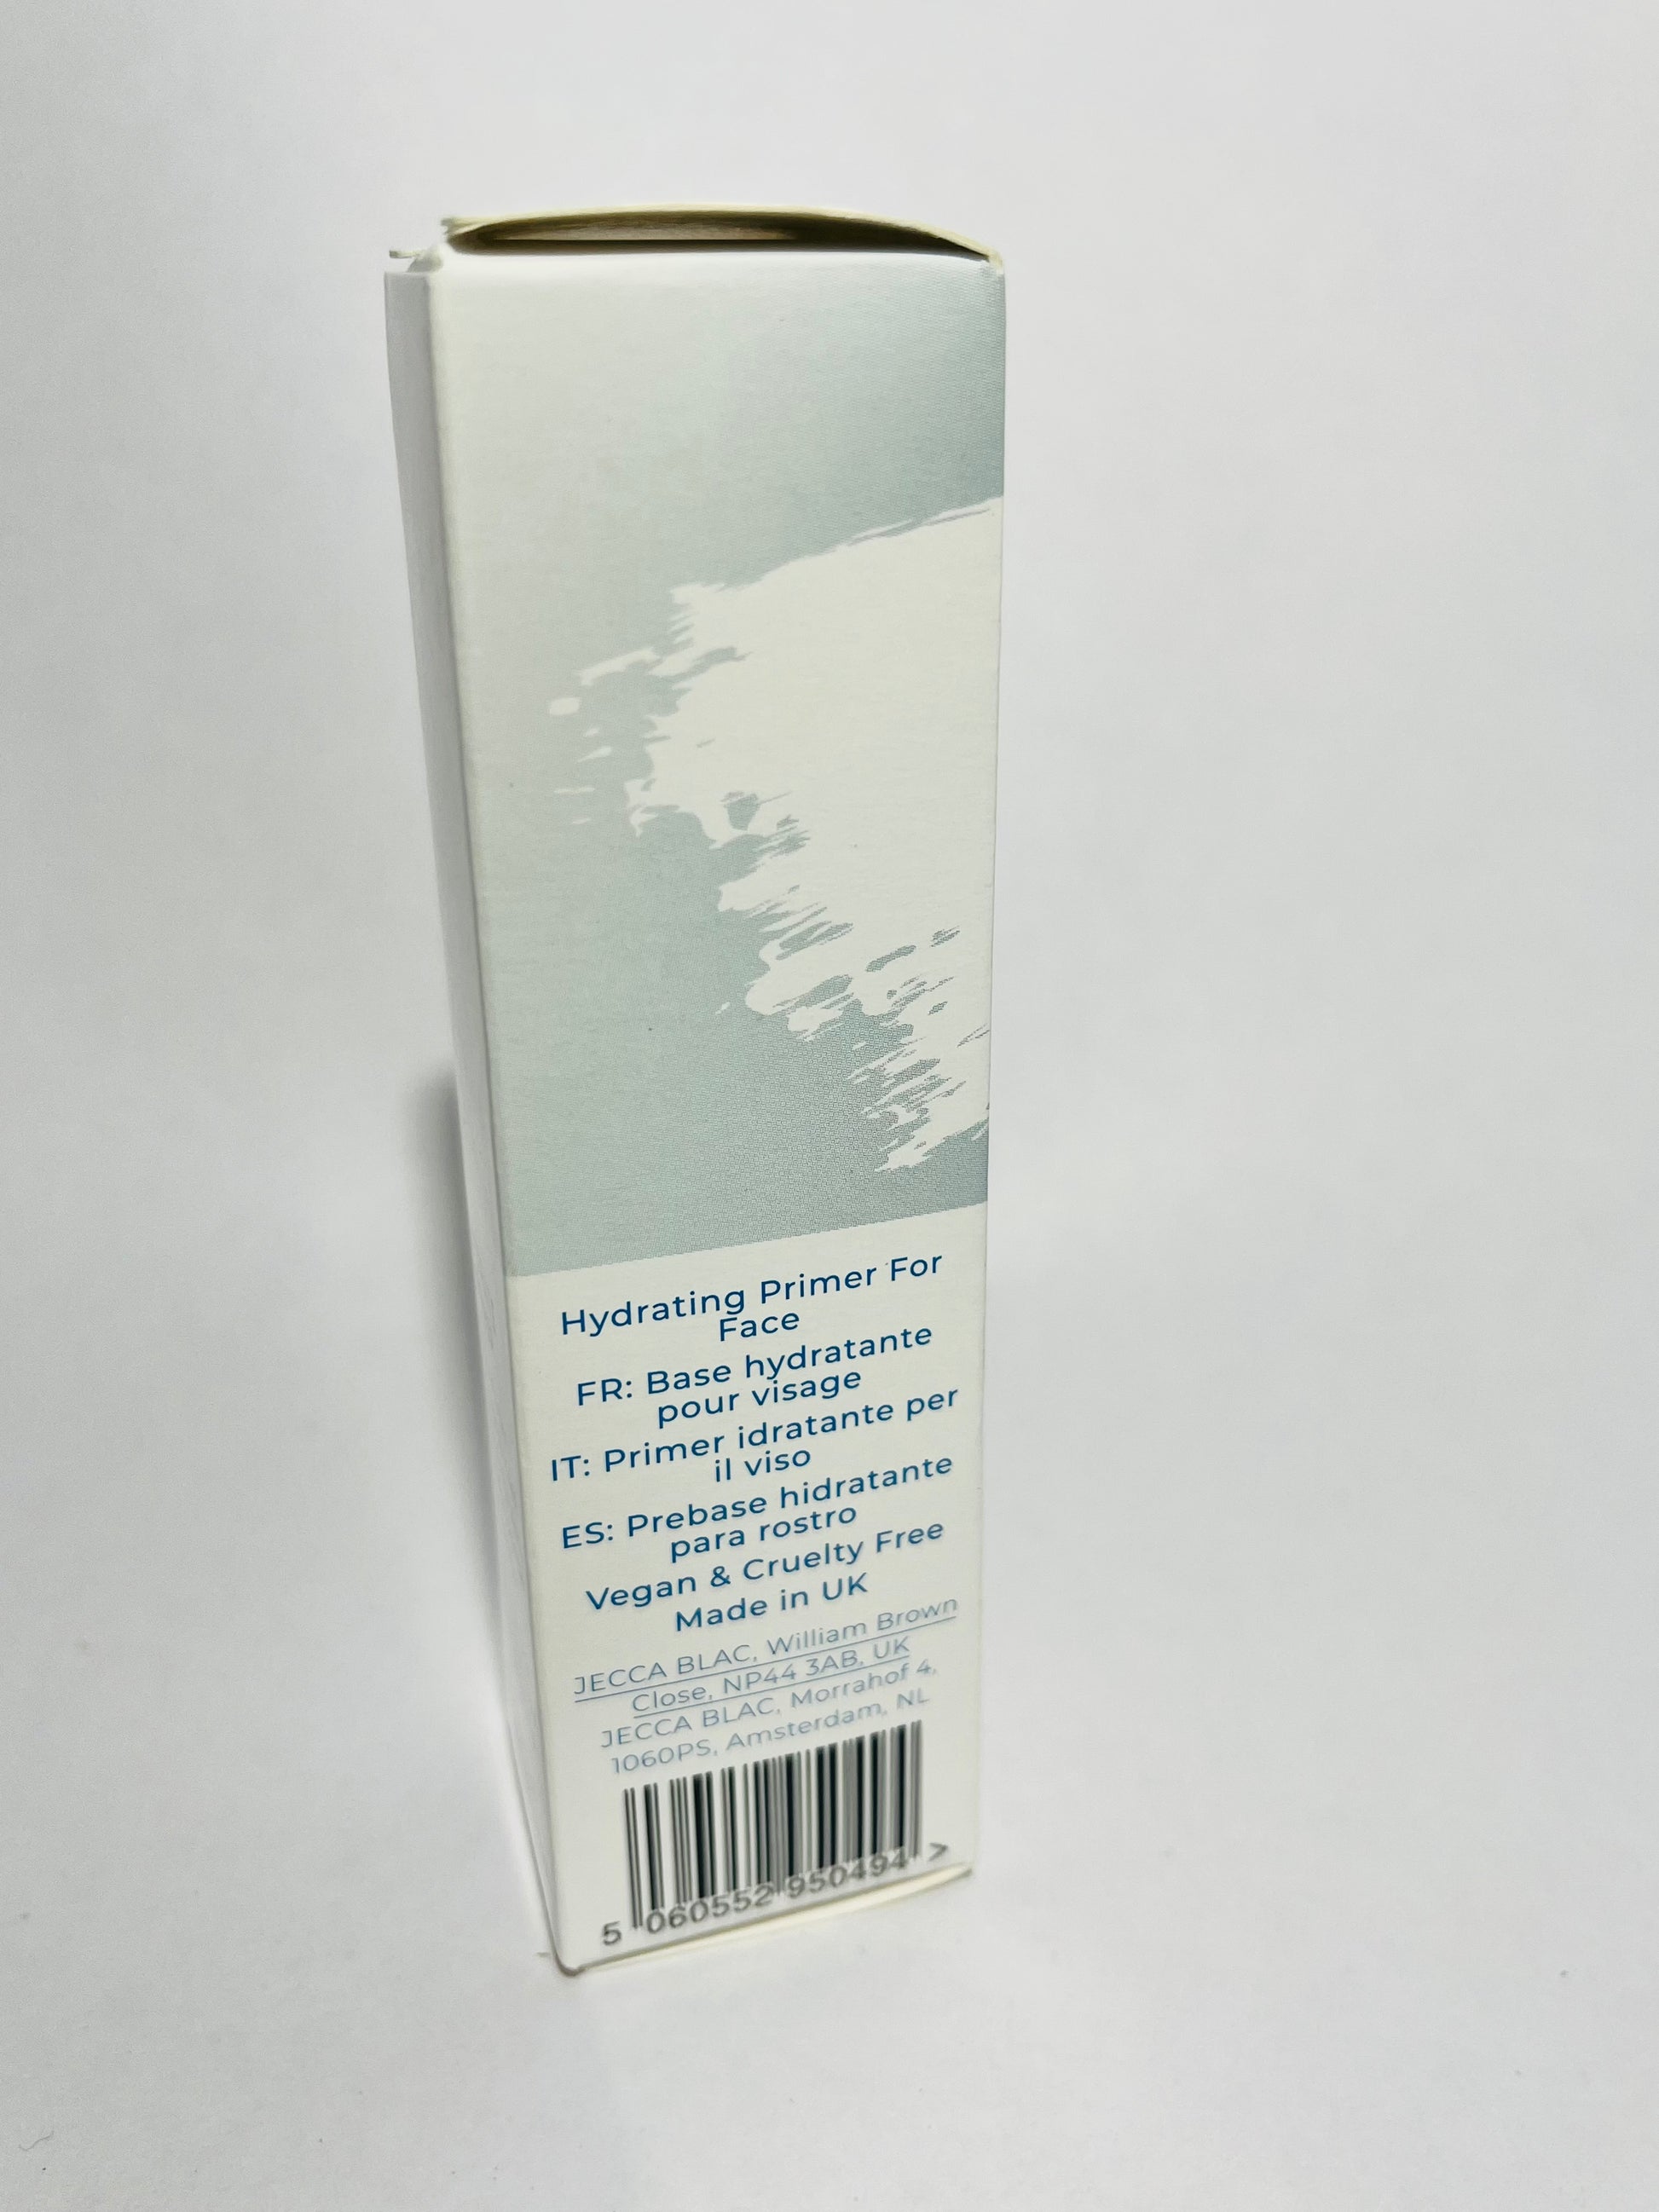 Hydrating Primer For
Face
FR: Base hydratante
pour visage
IT: Primer idratante per
il viso
ES: Prebase hidratante
para rostro
Vegan & Cruelty Free
Made in UK
JECCA BLAC, William Brown
Close, NP44 3AB, UK
JECCA BLAC, Morrahof 4,
1060PS, Amsterdam, NL
5 060552 950494 >